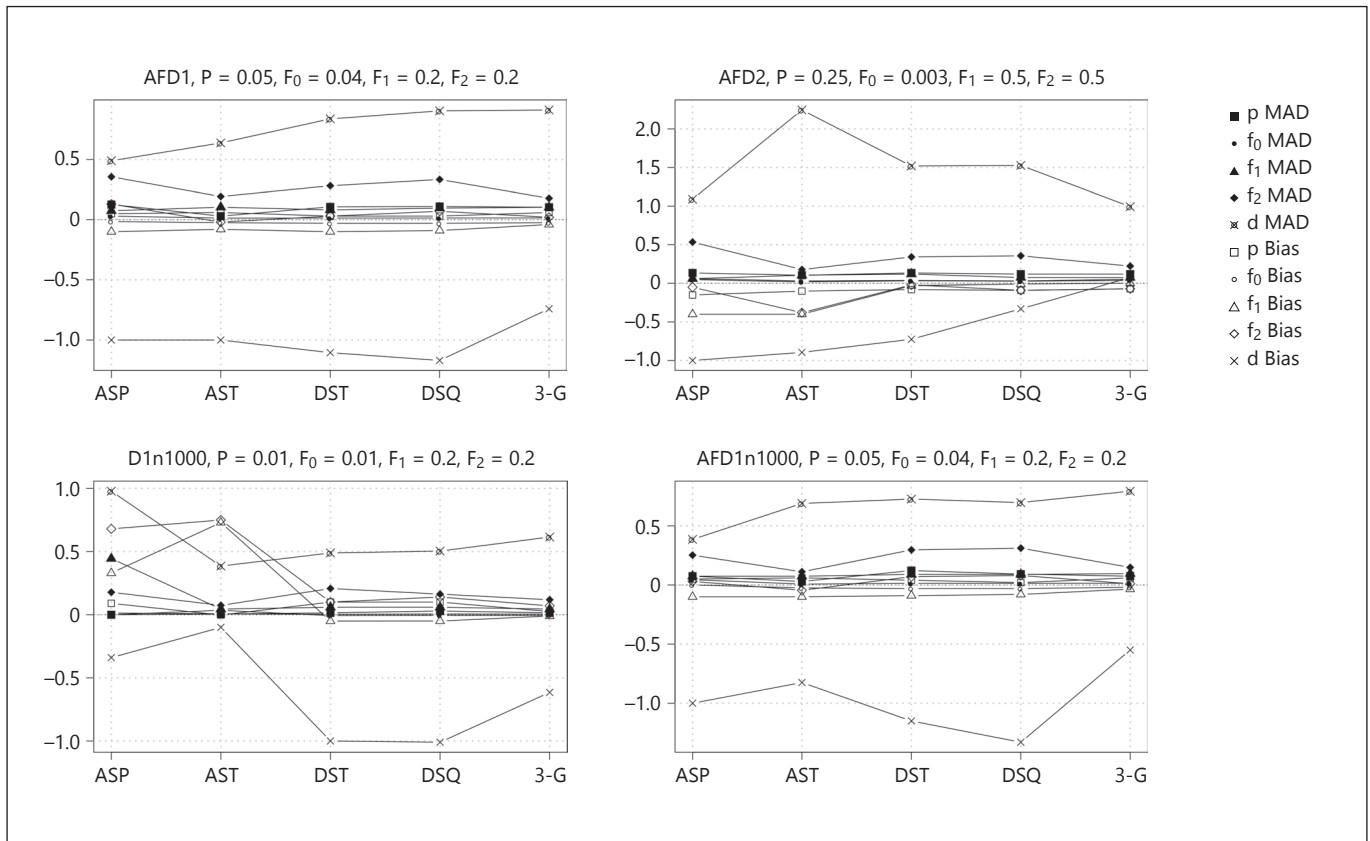 AFD1, P = 0.05, F₀ = 0.04, F₁ = 0.2, F₂ = 0.2
0.5
0
–0.5
–1.0
ASP AST DST DSQ 3-G
AFD2, P = 0.25, F₀ = 0.003, F₁ = 0.5, F₂ = 0.5
2.0
1.5
1.0
0.5
0
–0.5
–1.0
ASP AST DST DSQ 3-G
p MAD
f₀ MAD
f₁ MAD
f₂ MAD
d MAD
p Bias
f₀ Bias
f₁ Bias
f₂ Bias
d Bias
D1n1000, P = 0.01, F₀ = 0.01, F₁ = 0.2, F₂ = 0.2
1.0
0.5
0
–0.5
–1.0
ASP AST DST DSQ 3-G
AFD1n1000, P = 0.05, F₀ = 0.04, F₁ = 0.2, F₂ = 0.2
0.5
0
–0.5
–1.0
ASP AST DST DSQ 3-G